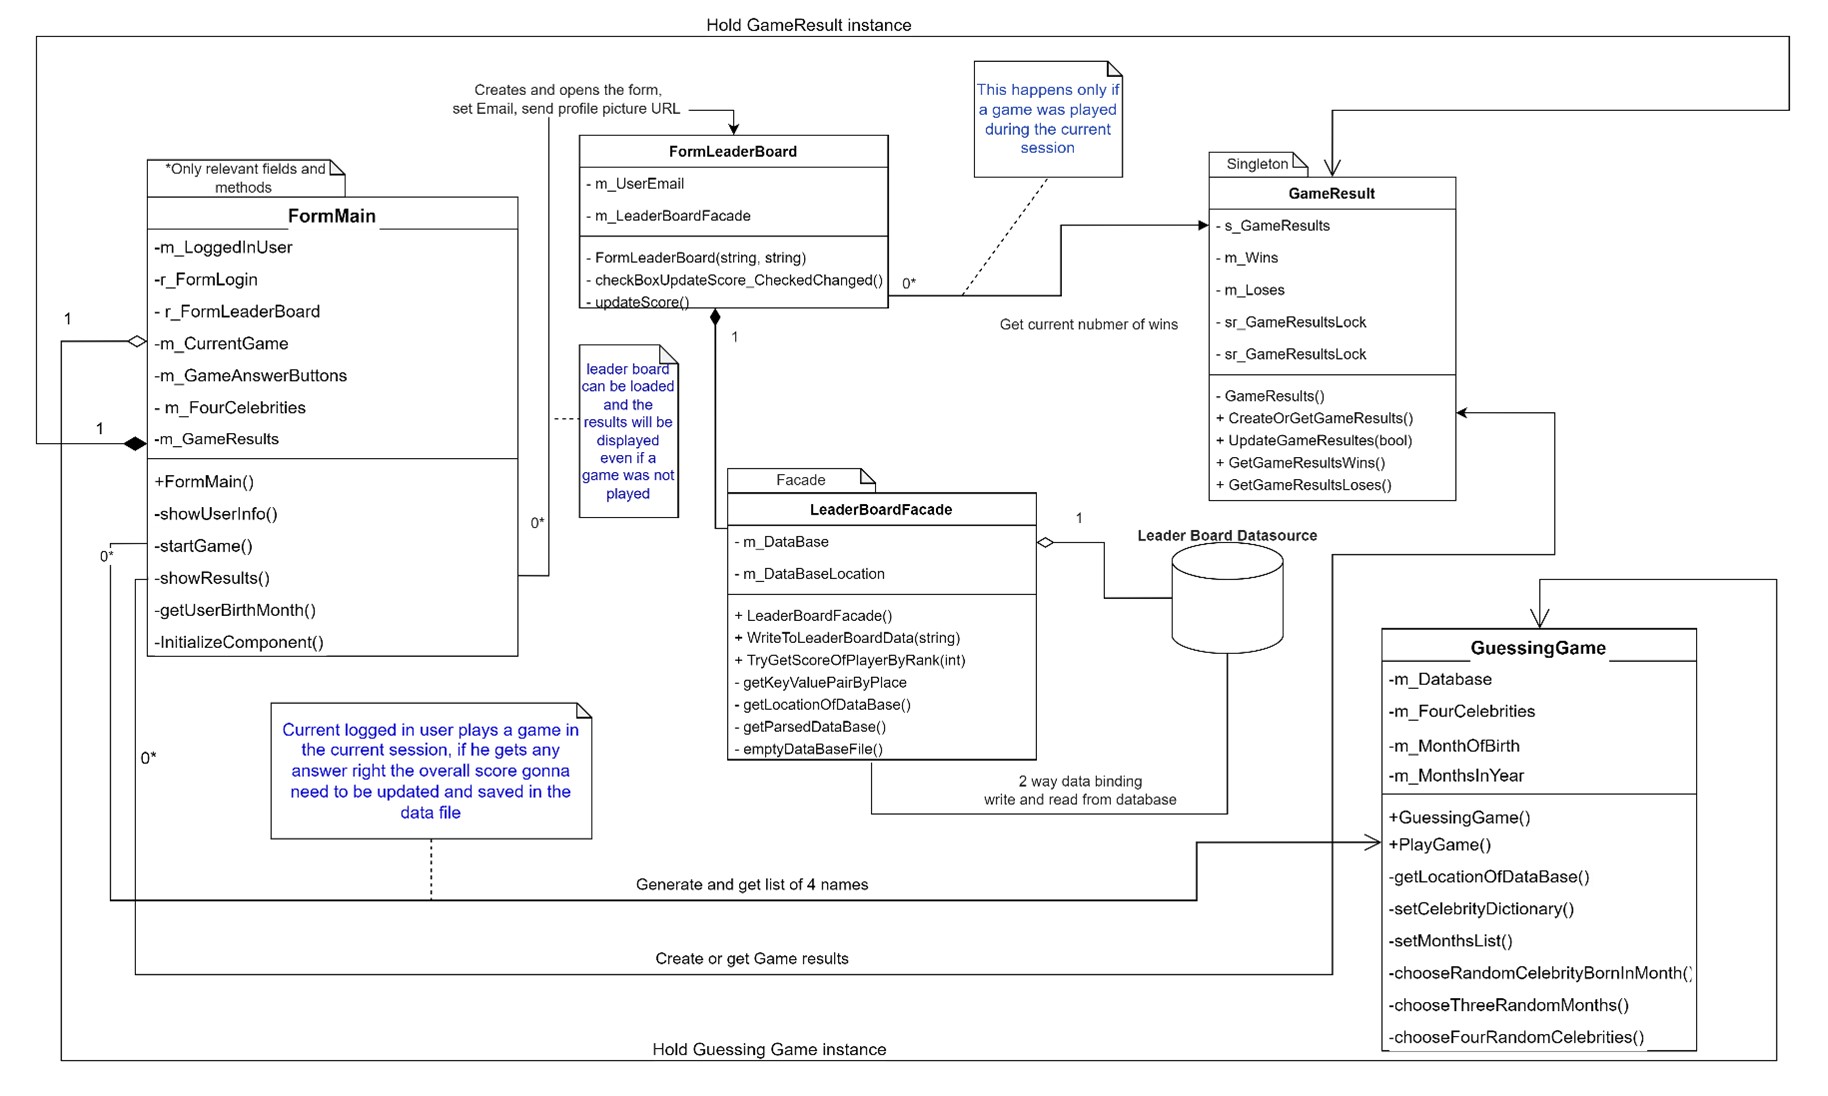 Hold GameResult instance
Creates and opens the form,
set Email, send profile picture URL
This happens only if
a game was played
during the current
session
*Only relevant fields and
methods
FormMain
-m_LoggedInUser
-r_FormLogin
- r_FormLeaderBoard
-m_CurrentGame
-m_GameAnswerButtons
- m_FourCelebrities
-m_GameResults
+FormMain()
-showUserInfo()
-startGame()
-showResults()
-getUserBirthMonth()
-InitializeComponent()
1
1
0*
0*
0*
FormLeaderBoard
- m_UserEmail
- m_LeaderBoardFacade
- FormLeaderBoard(string, string)
- checkBoxUpdateScore_CheckedChanged()
- updateScore()
0*
1
Get current nubmer of wins
leader board
can be loaded
and the
results will be
displayed
even if a
game was not
played
Singleton
GameResult
- s_GameResults
- m_Wins
- m_Loses
- sr_GameResultsLock
- sr_GameResultsLock
- GameResults()
+ CreateOrGetGameResults()
+ UpdateGameResultes(bool)
+ GetGameResultsWins()
+ GetGameResultsLoses()
Facade
LeaderBoardFacade
- m_DataBase
- m_DataBaseLocation
+ LeaderBoardFacade()
+ WriteToLeaderBoardData(string)
+ TryGetScoreOfPlayerByRank(int)
- getKeyValuePairByPlace
- getLocationOfDataBase()
- getParsedDataBase()
- emptyDataBaseFile()
1
Leader Board Datasource
2 way data binding
write and read from database
Current logged in user plays a game in
the current session, if he gets any
answer right the overall score gonna
need to be updated and saved in the
data file
GuessingGame
-m_Database
-m_FourCelebrities
-m_MonthOfBirth
-m_MonthsInYear
+GuessingGame()
+PlayGame()
-getLocationOfDataBase()
-setCelebrityDictionary()
-setMonthsList()
-chooseRandomCelebrityBornInMonth()
-chooseThreeRandomMonths()
-chooseFourRandomCelebrities()
Generate and get list of 4 names
Create or get Game results
Hold Guessing Game instance